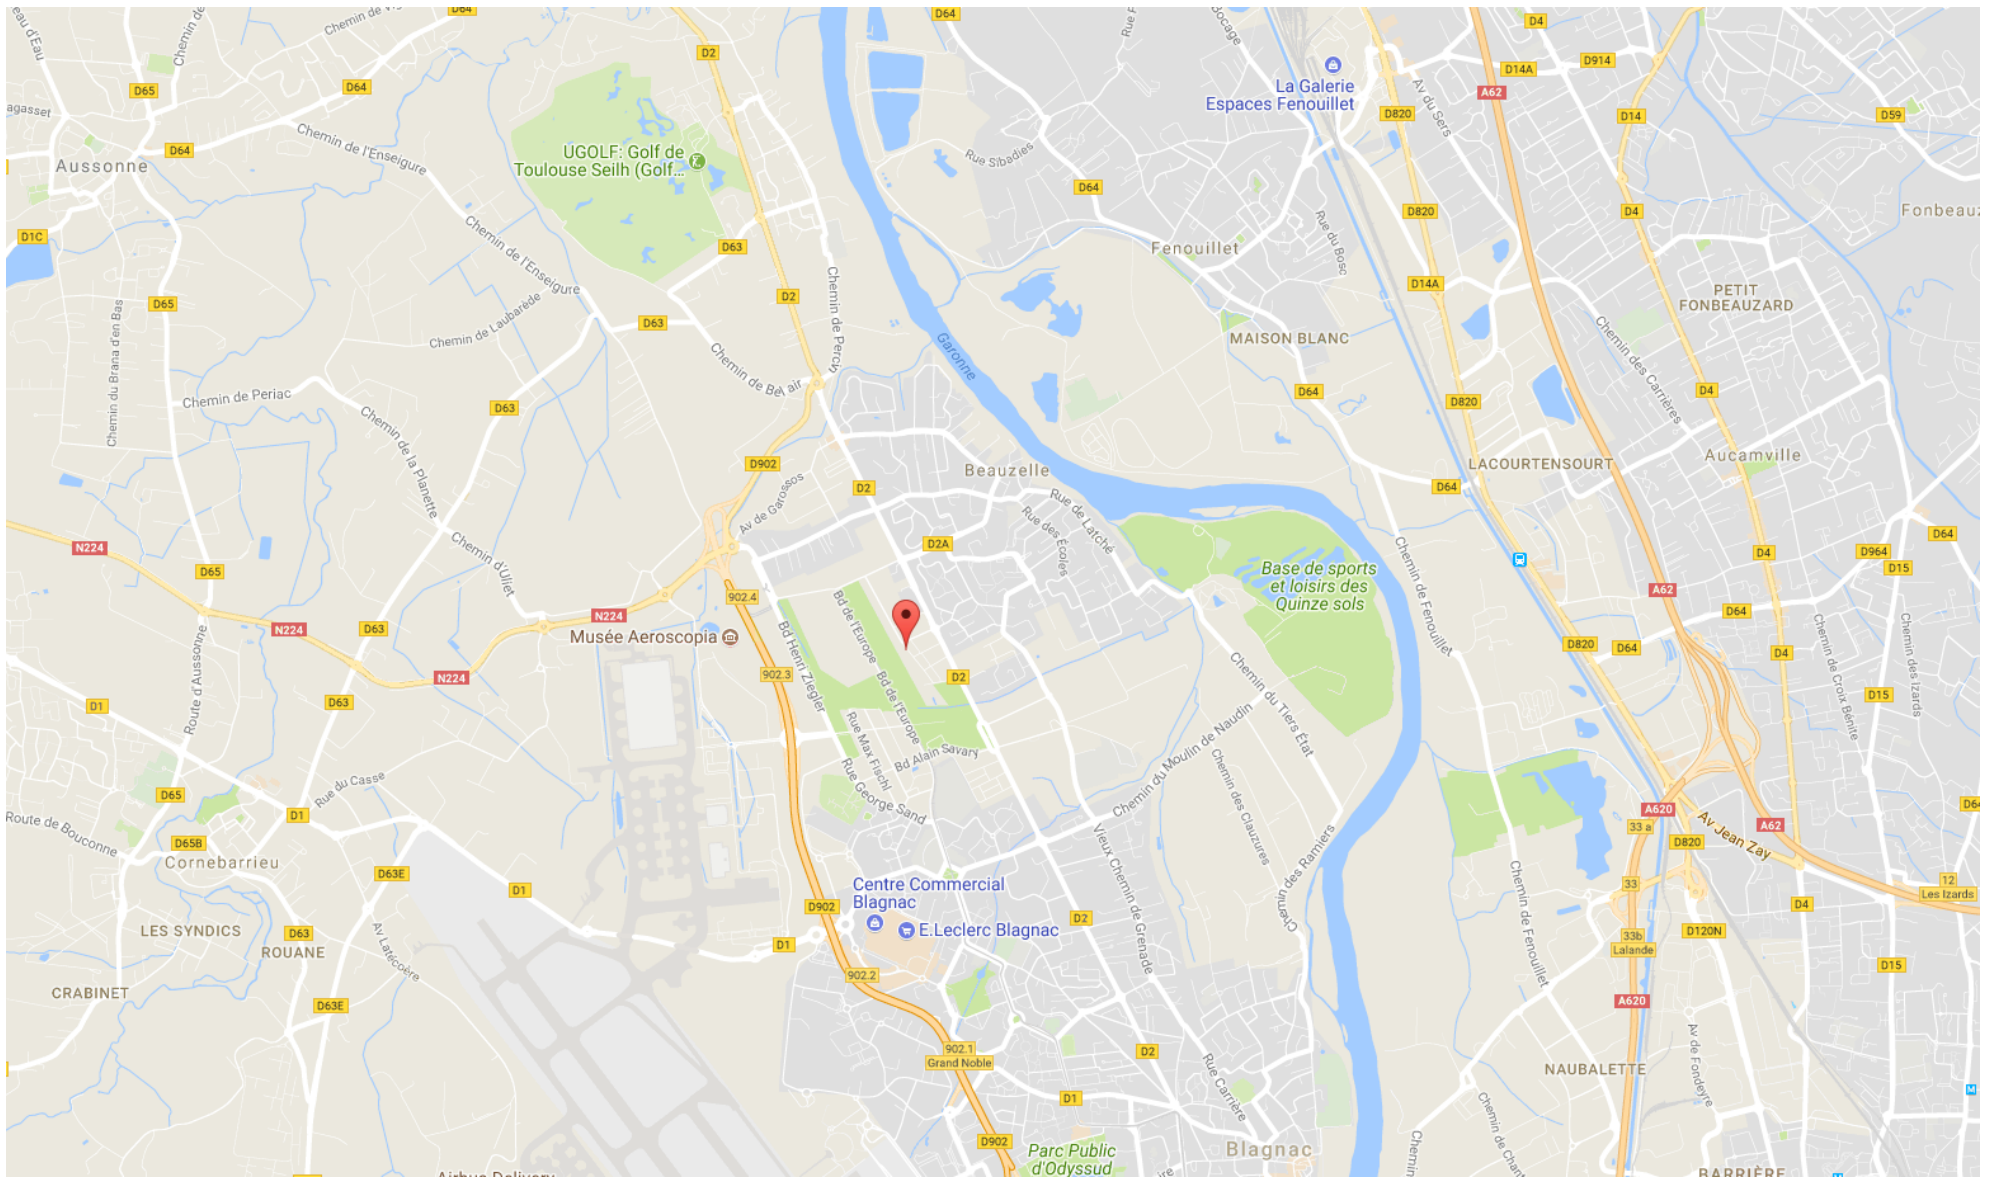 D64
Chemin de
D2
D64
D4
La Galerie
Espaces Fenouillet
D14A
D914
D65
D64
A62
D820
Av du Sers
D14
D59
Chemin de l'Enseigure
Aussonne
D64
UGOLF: Golf de
Toulouse Seilh (Golf...
Rue Sibadies
D64
D820
D4
D1C
Chemin de l'Enseigure
D63
Fenouillet
Rue du Bosc
D2
D14A
PETIT
FONBEAUZARD
D65
Chemin du Brana d'en Bas
Chemin de Laubarède
D63
Chemin de Percin
Garonne
MAISON BLANC
Chemin des Carrières
Chemin de Bel air
Chemin de Periac
D63
D64
D820
D4
Chemin de la Planette
D902
Beauzelle
LACOURTENSOURT
Aucamville
Av de Garossos
D2
D64
Rue de Latché
Rue des Écoles
N224
D65
Chemin d'Uliet
D2A
Chemin de Fenouillet
Base de sports
et loisirs des
Quinze sols
D4
D964
D15
D64
902.4
A62
N224
N224
D63
Musée Aeroscopia
Bd Henri Ziegler
Bd de l'Europe
Bd de l'Europe
D64
D820
D64
D4
Chemin de Croix Bénite
Chemin des Izards
Route d'Aussonne
N224
902.3
D2
Chemin du Tiers État
D1
D63
D15
Rue Max Fischl
Bd Alain Savary
Chemin du Moulin de Naudin
Chemin des Clauzures
Rue du Casse
Rue George Sand
D65
D1
A620
33 a
Av Jean Zay
A62
Route de Bouconne
D65B
Cornebarrieu
D820
Vieux Chemin de Grenade
Chemin des Ramiers
D63E
D1
Centre Commercial
Blagnac
E.Leclerc Blagnac
D902
D2
Chemin de Fenouillet
33
12
Les Izards
D4
LES SYNDICS
D63
ROUANE
Av Latécoère
D1
33b
Lalande
D120N
902.2
D15
CRABINET
D63E
A620
902.1
Grand Noble
D2
Rue Carrière
NAUBALETTE
Av de Fondeyre
D1
Chemin de Chant
Chemin
D902
Parc Public
d'Odyssud
Blagnac
BARRIÈRE
Airbus Delivery